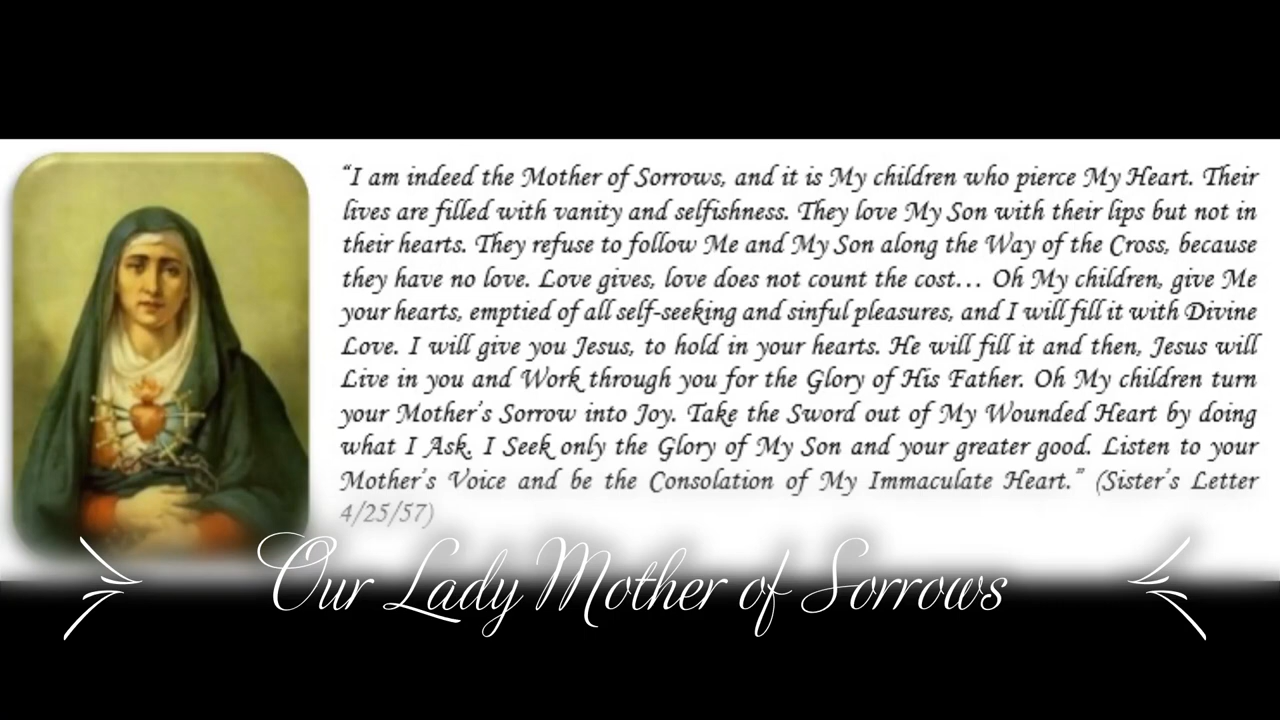 “I am indeed the Mother of Sorrows, and it is My children who pierce My Heart. Their
lives are filled with vanity and selfishness. They love My Son with their lips but not in
their hearts. They refuse to follow Me and My Son along the Way of the Cross, because
they have no love. Love gives, love does not count the cost… Oh My children, give Me
your hearts, emptied of all self-seeking and sinful pleasures, and I will fill it with Divine
Love. I will give you Jesus, to hold in your hearts. He will fill it and then, Jesus will
Live in you and Work through you for the Glory of His Father. Oh My children turn
your Mother’s Sorrow into Joy. Take the Sword out of My Wounded Heart by doing
what I Ask. I Seek only the Glory of My Son and your greater good. Listen to your
Mother’s Voice and be the Consolation of My Immaculate Heart.” (Sister’s Letter
4/25/57)
Our Lady Mother of Sorrows